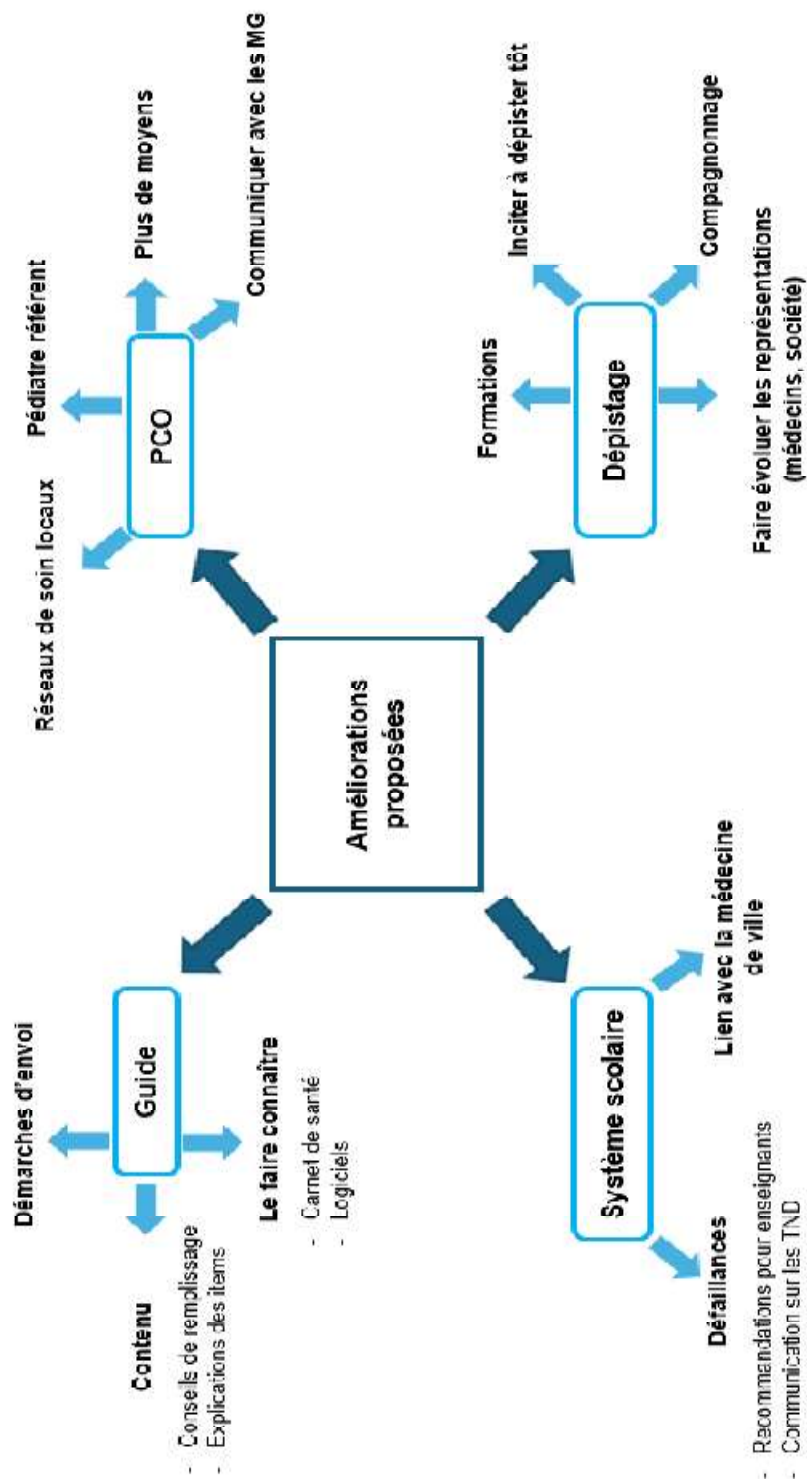 Démarches d'envoi
Guide
Contenu
- Conseils de remplissage
- Explications des items
Le faire connaître
- Carnet de santé
- Logiciels
Réseaux de soin locaux
Pédiatre référent
Plus de moyens
PCO
Communiquer avec les MG
Améliorations
proposées
Système scolaire
Défaillances
- Recommandations pour enseignants
- Communication sur les TND
Lien avec la médecine
de ville
Formations
Inciter à dépister tôt
Dépistage
Compagnonnage
Faire évoluer les représentations
(médecins, société)